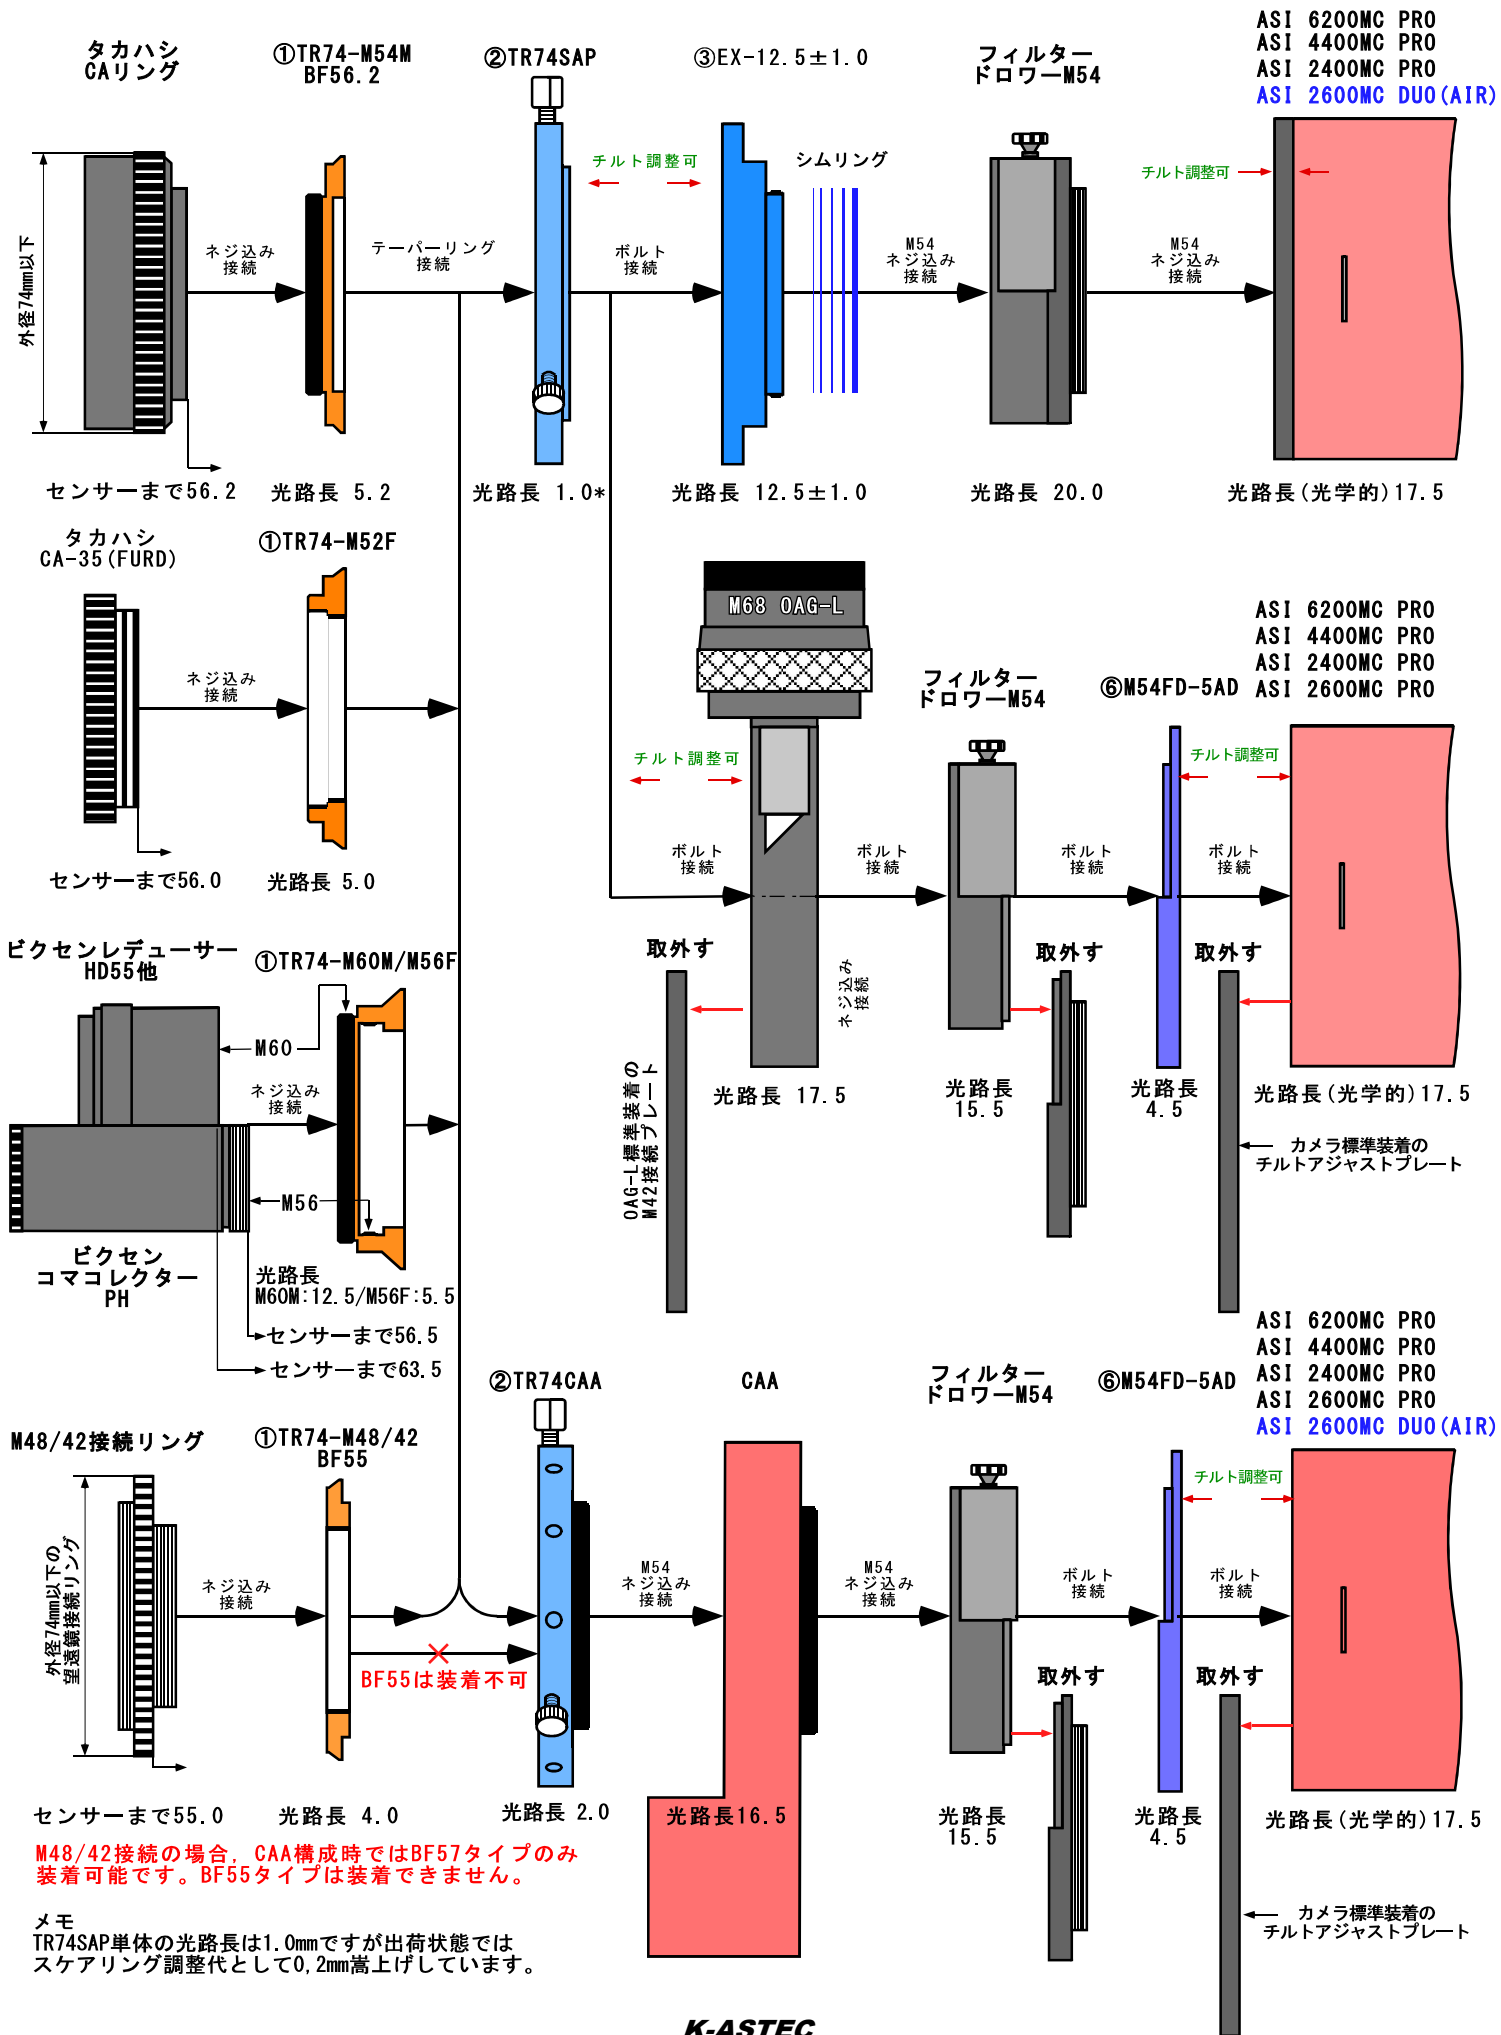 タカハシ
CAリング
①TR74-M54M
BF56.2
②TR74SAP
③EX-12.5±1.0
フィルター
ドロワーM54
ASI 6200MC PRO
ASI 4400MC PRO
ASI 2400MC PRO
ASI 2600MC DUO(AIR)
チルト調整可
シムリング
チルト調整可
外径74mm以下
ネジ込み
接続
テーパーリング
接続
ボルト
接続
M54
ネジ込み
接続
M54
ネジ込み
接続
センサーまで56.2
光路長 5.2
光路長 1.0*
光路長 12.5±1.0
光路長 20.0
光路長(光学的)17.5
タカハシ
CA-35(FURD)
①TR74-M52F
ネジ込み
接続
センサーまで56.0
光路長 5.0
M68 OAG-L
フィルター
ドロワーM54
⑥M54FD-5AD
ASI 6200MC PRO
ASI 4400MC PRO
ASI 2400MC PRO
ASI 2600MC PRO
チルト調整可
チルト調整可
ボルト
接続
ボルト
接続
ボルト
接続
ボルト
接続
取外す
ネジ込み
接続
取外す
取外す
OAG-L標準装着の
M42接続プレート
光路長 17.5
光路長
15.5
光路長
4.5
光路長(光学的)17.5
カメラ標準装着の
チルトアジャストプレート
ビクセンレデューサー
HD55他
①TR74-M60M/M56F
M60
ネジ込み
接続
M56
ビクセン
コマコレクター
PH
光路長
M60M:12.5/M56F:5.5
センサーまで56.5
センサーまで63.5
M48/42接続リング
①TR74-M48/42
BF55
②TR74CAA
CAA
フィルター
ドロワーM54
⑥M54FD-5AD
ASI 6200MC PRO
ASI 4400MC PRO
ASI 2400MC PRO
ASI 2600MC PRO
ASI 2600MC DUO(AIR)
チルト調整可
外径74mm以下の
望遠鏡接続リング
ネジ込み
接続
BF55は装着不可
M54
ネジ込み
接続
M54
ネジ込み
接続
ボルト
接続
ボルト
接続
取外す
取外す
センサーまで55.0
光路長 4.0
光路長 2.0
光路長16.5
光路長
15.5
光路長
4.5
光路長(光学的)17.5
カメラ標準装着の
チルトアジャストプレート
M48/42接続の場合, CAA構成時ではBF57タイプのみ
装着可能です。BF55タイプは装着できません。
メモ
TR74SAP単体の光路長は1.0mmですが出荷状態では
スケアリング調整代として0,2mm嵩上げしています。
K-ASTEC